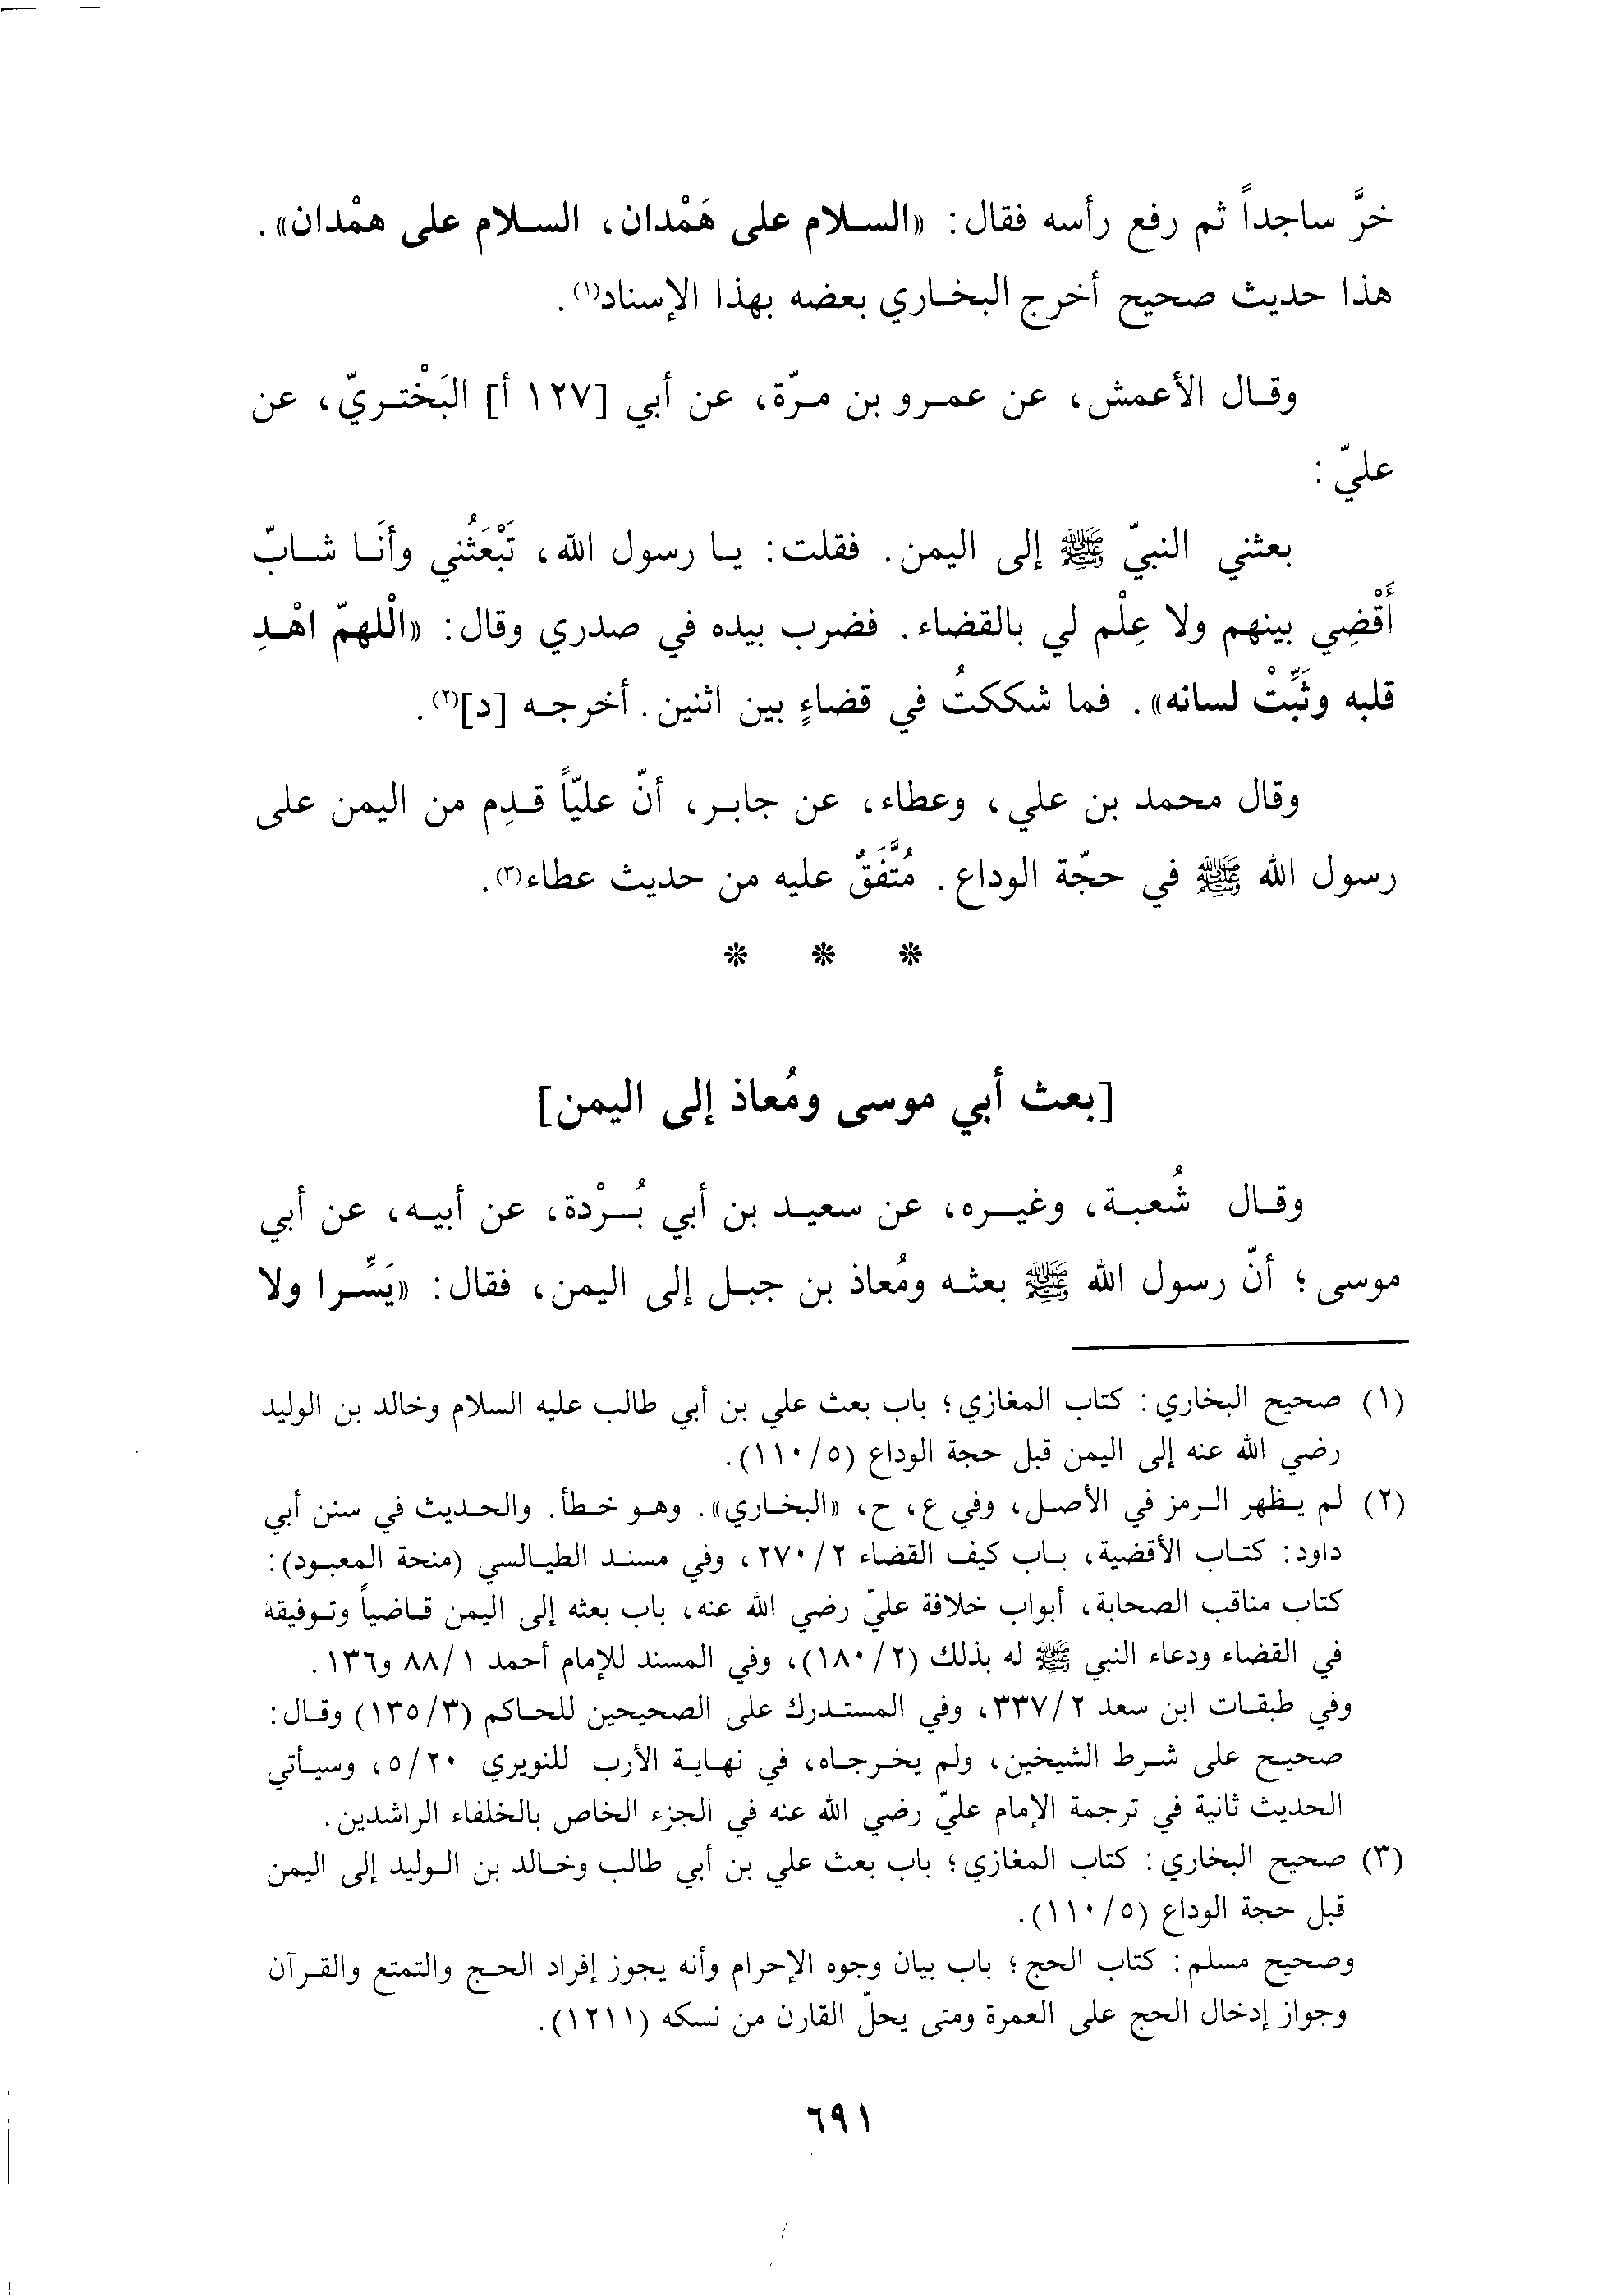 خرَّ ساجداً ثم رفع رأسه فقال: «السلام على هَمْدان، السلام على همْدان».
هذا حديث صحيح أخرج البخاري بعضه بهذا الإسناد(١).
وقال الأعمش، عن عمرو بن مرّة، عن أبي [١٢٧ أ] البَخْتريّ، عن
عليّ:
بعثني النبيّ ﷺ إلى اليمن. فقلت: يا رسول الله، تَبْعَثُني وأنَا شابّ
أَقْضِي بينهم ولا عِلْم لي بالقضاء. فضرب بيده في صدري وقال: «الْلهمّ اهْدِ
قلبه وثَبِّتْ لسانه». فما شككتُ في قضاءٍ بين اثنين. أخرجه [د](٢).
وقال محمد بن علي، وعطاء، عن جابر، أنّ عليّاً قدِم من اليمن على
رسول الله ﷺ في حجّة الوداع. مُتَّفَقٌ عليه من حديث عطاء(٣).
* * *
[بعث أبي موسى ومُعاذ إلى اليمن]
وقال شُعبة، وغيره، عن سعيد بن أبي بُرْدة، عن أبيه، عن أبي
موسى؛ أنّ رسول الله ﷺ بعثه ومُعاذ بن جبل إلى اليمن، فقال: «يَسِّرا ولا
(١) صحيح البخاري: كتاب المغازي؛ باب بعث علي بن أبي طالب عليه السلام وخالد بن الوليد
رضي الله عنه إلى اليمن قبل حجة الوداع (١١٠/٥).
(٢) لم يظهر الرمز في الأصل، وفي ع، ح، «البخاري». وهو خطأ. والحديث في سنن أبي
داود: كتاب الأقضية، باب كيف القضاء ٢٧٠/٢، وفي مسند الطيالسي (منحة المعبود):
كتاب مناقب الصحابة، أبواب خلافة عليّ رضي الله عنه، باب بعثه إلى اليمن قاضياً وتوفيقه
في القضاء ودعاء النبي ﷺ له بذلك (١٨٠/٢)، وفي المسند للإمام أحمد ٨٨/١ و١٣٦.
وفي طبقات ابن سعد ٣٣٧/٢، وفي المستدرك على الصحيحين للحاكم (١٣٥/٣) وقال:
صحيح على شرط الشيخين، ولم يخرجاه، في نهاية الأرب للنويري ٥/٢٠، وسيأتي
الحديث ثانية في ترجمة الإمام عليّ رضي الله عنه في الجزء الخاص بالخلفاء الراشدين.
(٣) صحيح البخاري: كتاب المغازي؛ باب بعث علي بن أبي طالب وخالد بن الوليد إلى اليمن
قبل حجة الوداع (١١٠/٥).
وصحيح مسلم: كتاب الحج؛ باب بيان وجوه الإحرام وأنه يجوز إفراد الحج والتمتع والقرآن
وجواز إدخال الحج على العمرة ومتى يحلّ القارن من نسكه (١٢١١).
٦٩١